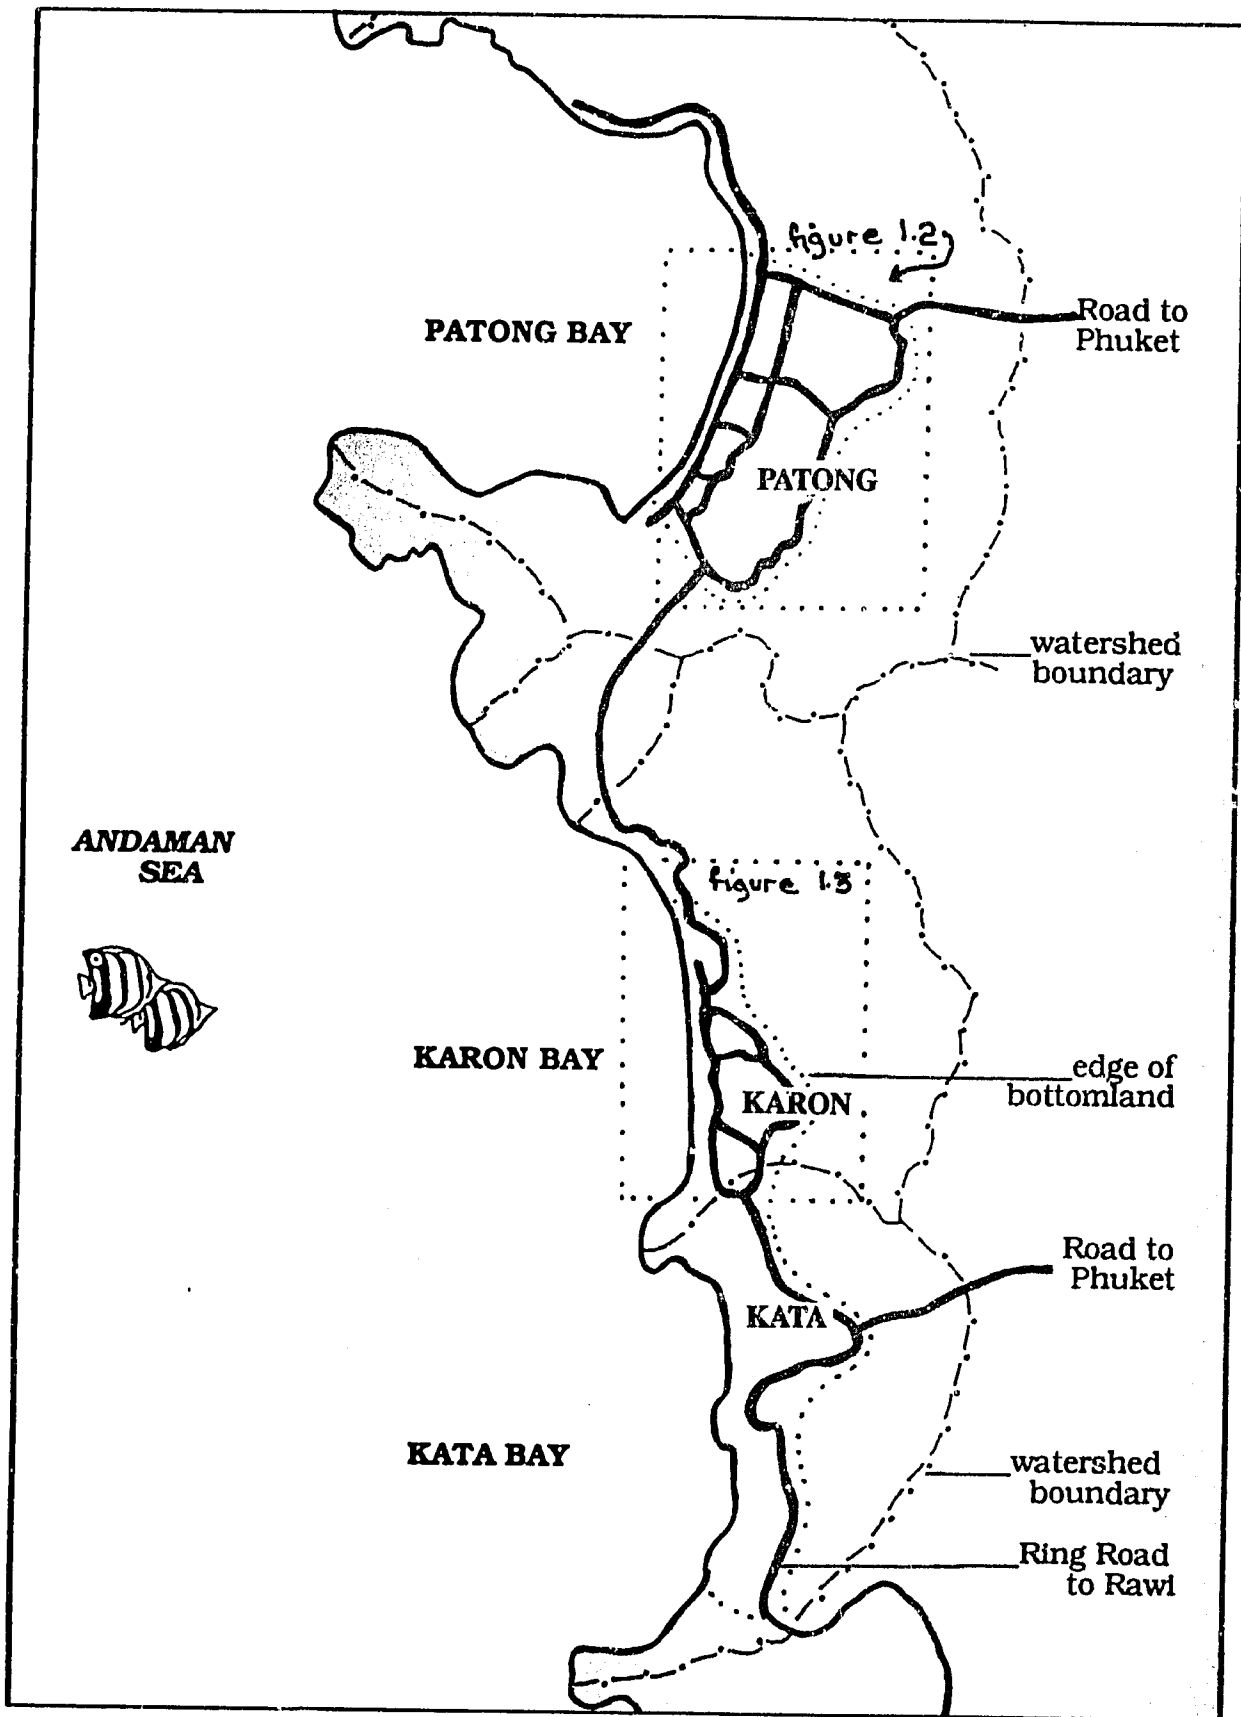 figure 1.2
Road to
Phuket
PATONG BAY
PATONG
watershed
boundary
ANDAMAN
SEA
figure 1.3
KARON BAY
edge of
bottomland
KARON
Road to
Phuket
KATA
KATA BAY
watershed
boundary
Ring Road
to Rawi